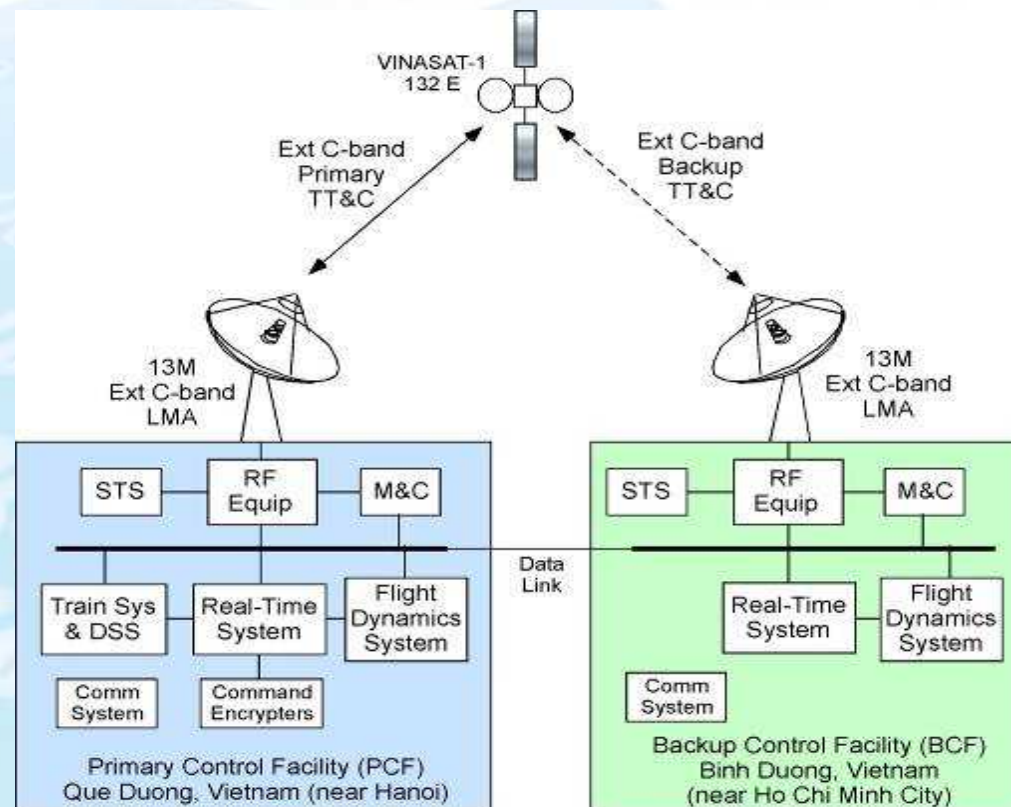 VINASAT-1
132 E
Ext C-band
Primary
TT&C
Ext C-band
Backup
TT&C
13M
Ext C-band
LMA
13M
Ext C-band
LMA
STS
RF
Equip
M&C
Train Sys
& DSS
Real-Time
System
Flight
Dynamics
System
Comm
System
Command
Encrypters
Primary Control Facility (PCF)
Que Duong, Vietnam (near Hanoi)
Data
Link
STS
RF
Equip
M&C
Real-Time
System
Flight
Dynamics
System
Comm
System
Backup Control Facility (BCF)
Binh Duong, Vietnam
(near Ho Chi Minh City)